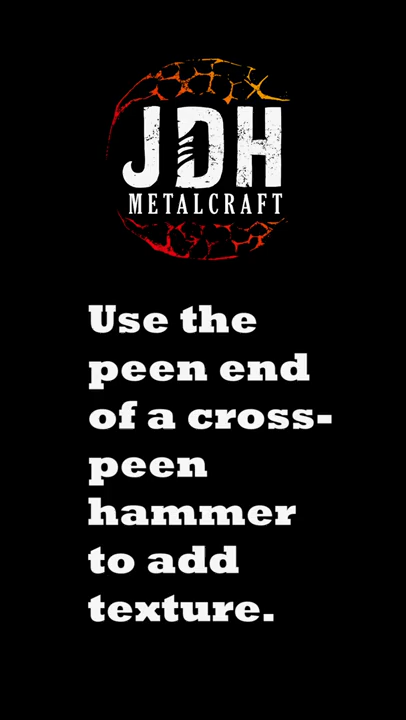 JDH
METALCRAFT
Use the
peen end
of a cross-
peen
hammer
to add
texture.